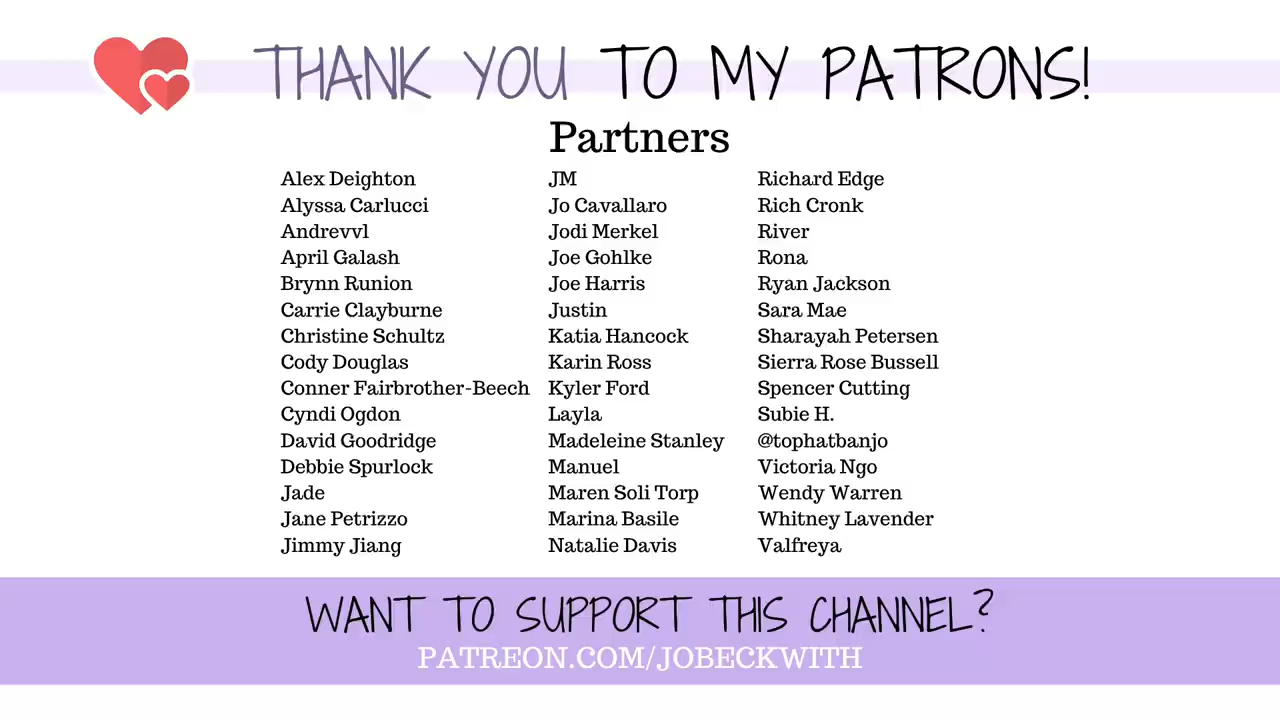 THANK YOU TO MY PATRONS!
Partners
Alex Deighton
Alyssa Carlucci
Andrevvl
April Galash
Brynn Runion
Carrie Clayburne
Christine Schultz
Cody Douglas
Conner Fairbrother-Beech
Cyndi Ogdon
David Goodridge
Debbie Spurlock
Jade
Jane Petrizzo
Jimmy Jiang
JM
Jo Cavallaro
Jodi Merkel
Joe Gohlke
Joe Harris
Justin
Katia Hancock
Karin Ross
Kyler Ford
Layla
Madeleine Stanley
Manuel
Maren Soli Torp
Marina Basile
Natalie Davis
Richard Edge
Rich Cronk
River
Rona
Ryan Jackson
Sara Mae
Sharayah Petersen
Sierra Rose Bussell
Spencer Cutting
Subie H.
@tophatbanjo
Victoria Ngo
Wendy Warren
Whitney Lavender
Valfreya
WANT TO SUPPORT THIS CHANNEL?
PATREON.COM/JOBECKWITH